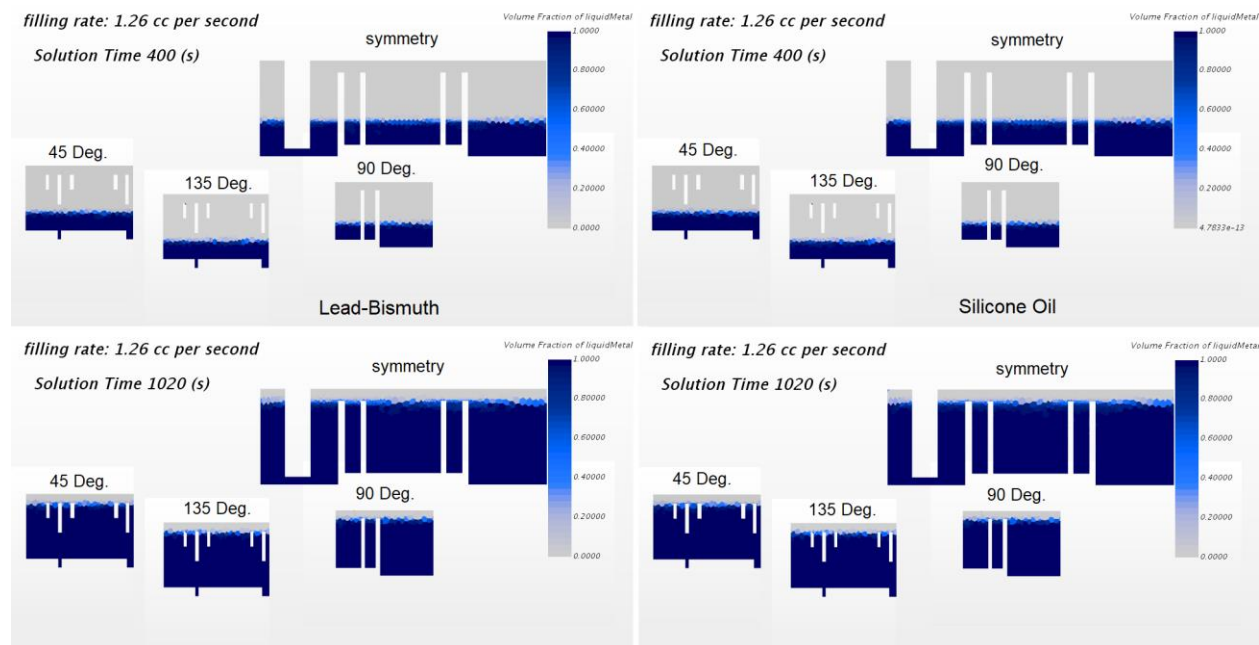 filling rate: 1.26 cc per second
Volume Fraction of liquidMetal
1.0000
Solution Time 400 (s)
symmetry
0.80000
0.60000
0.40000
45 Deg.
135 Deg.
90 Deg.
0.20000
0.0000
Lead-Bismuth
filling rate: 1.26 cc per second
Volume Fraction of liquidMetal
1.0000
Solution Time 400 (s)
symmetry
0.80000
0.60000
0.40000
45 Deg.
135 Deg.
90 Deg.
0.20000
4.7833e-13
Silicone Oil
filling rate: 1.26 cc per second
Volume Fraction of liquidMetal
1.0000
Solution Time 1020 (s)
symmetry
0.80000
0.60000
0.40000
45 Deg.
135 Deg.
90 Deg.
0.20000
0.0000
filling rate: 1.26 cc per second
Volume Fraction of liquidMetal
1.0000
Solution Time 1020 (s)
symmetry
0.80000
0.60000
0.40000
45 Deg.
135 Deg.
90 Deg.
0.20000
0.0000